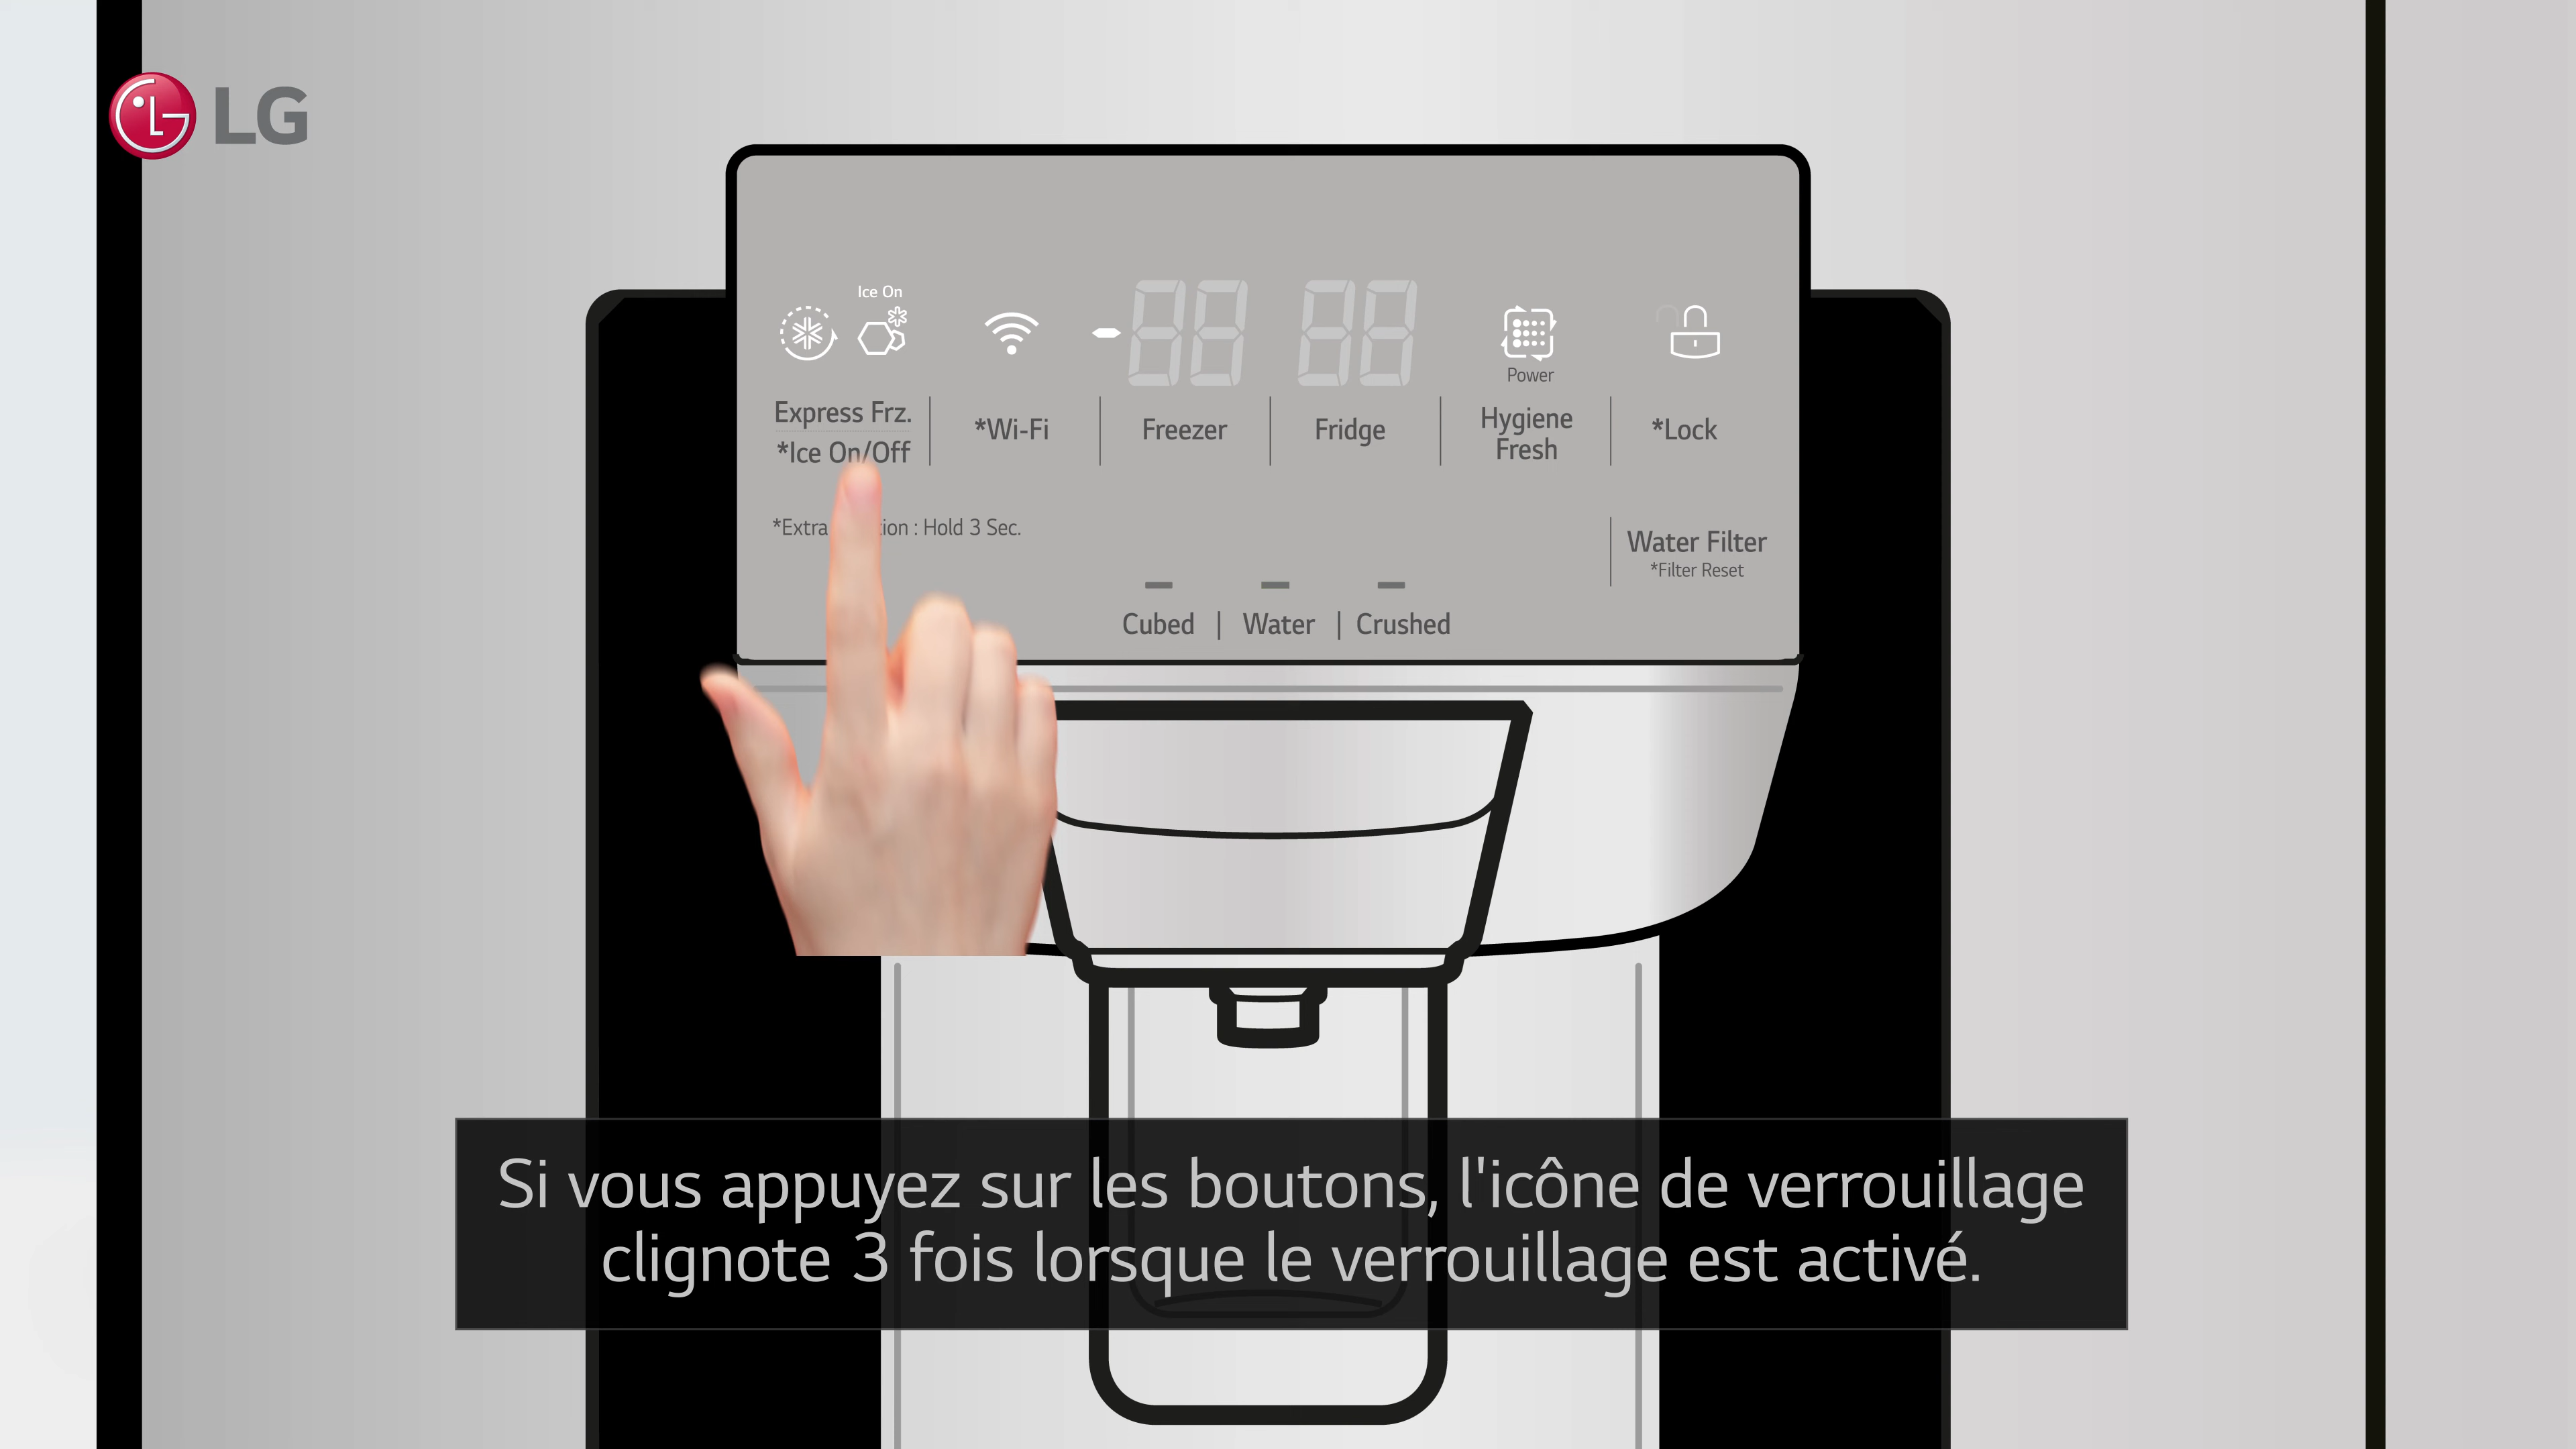 LG
Ice On
Power
Express Frz.
*Ice On/Off
*Wi-Fi
Freezer
Fridge
Hygiene
Fresh
*Lock
*Extra ion : Hold 3 Sec.
Water Filter
*Filter Reset
Cubed | Water | Crushed
Si vous appuyez sur les boutons, l'icône de verrouillage
clignote 3 fois lorsque le verrouillage est activé.